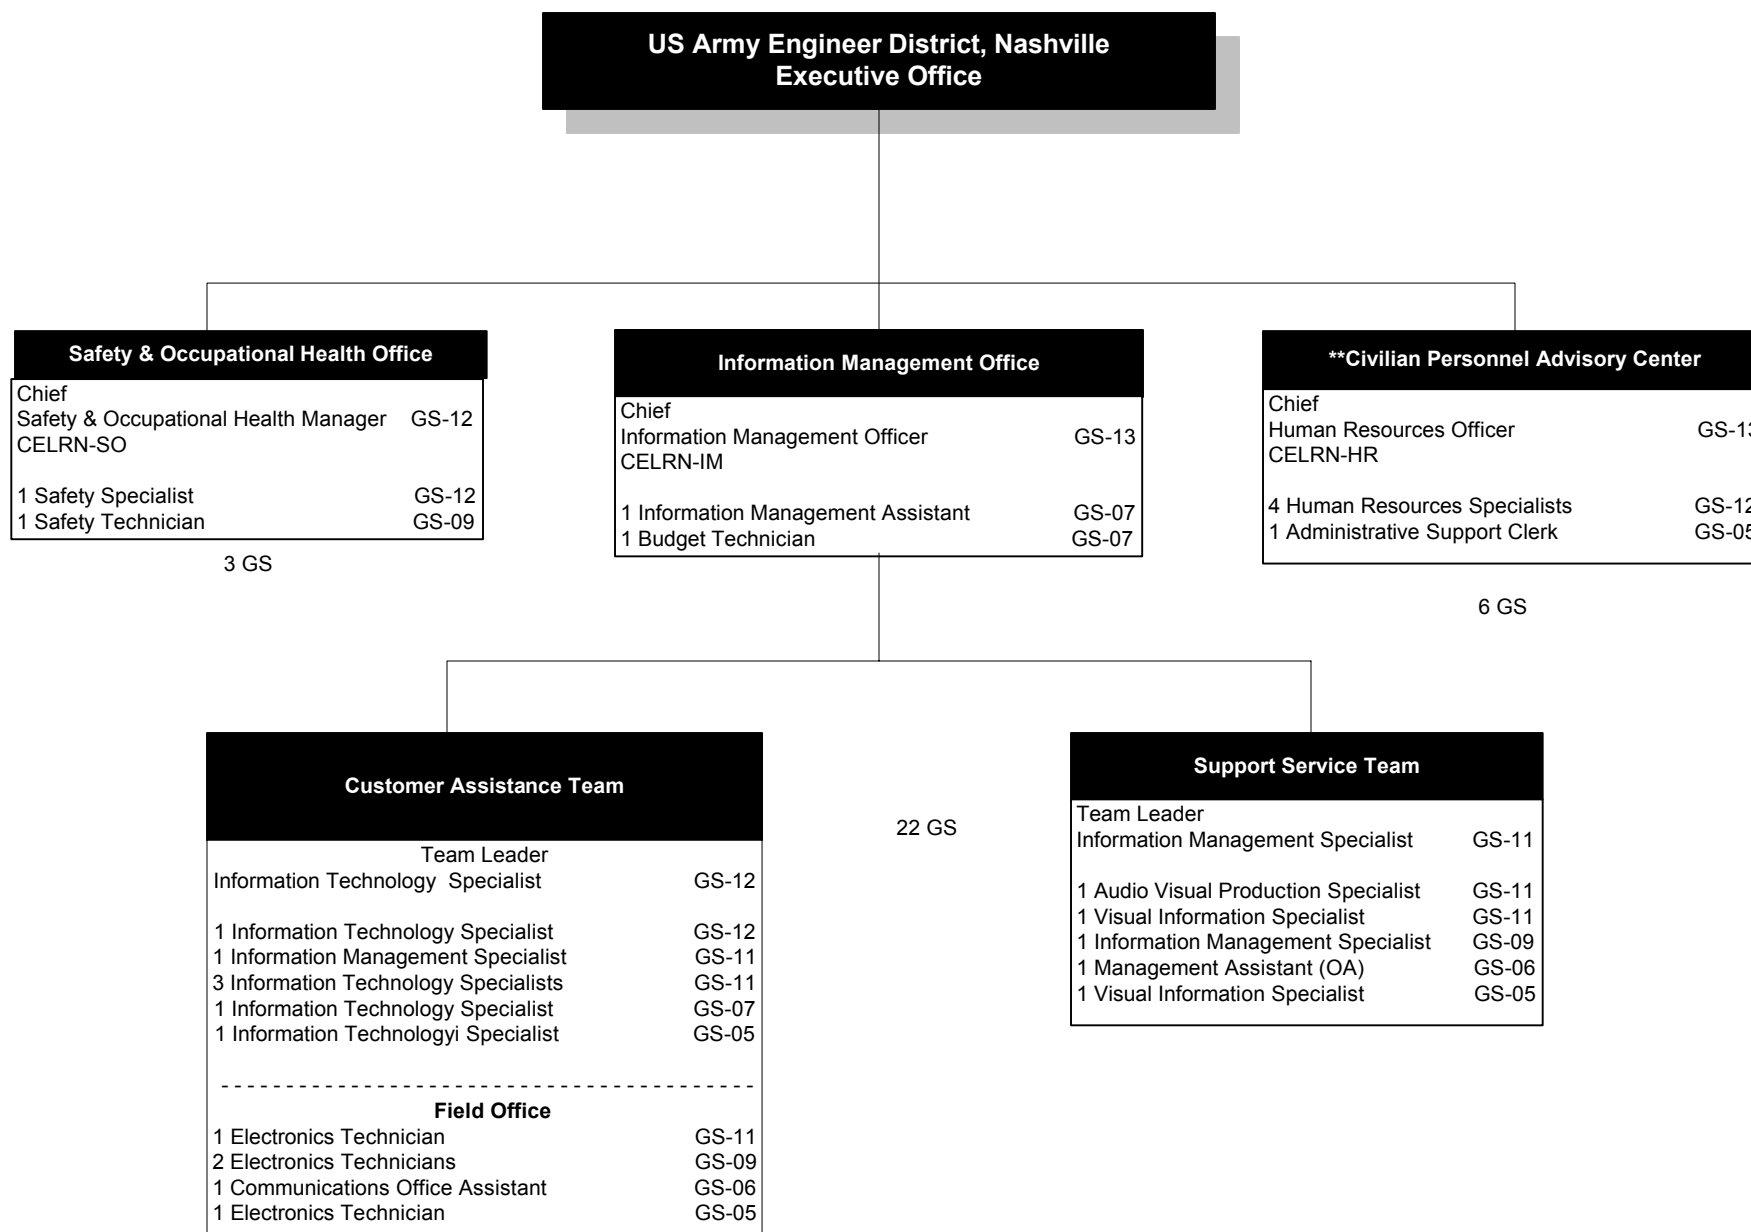 US Army Engineer District, Nashville
Executive Office
Safety & Occupational Health Office
Chief
Safety & Occupational Health Manager GS-12
CELRN-SO
1 Safety Specialist GS-12
1 Safety Technician GS-09
3 GS
Information Management Office
Chief
Information Management Officer GS-13
CELRN-IM
1 Information Management Assistant GS-07
1 Budget Technician GS-07
**Civilian Personnel Advisory Center
Chief
Human Resources Officer GS-13
CELRN-HR
4 Human Resources Specialists GS-12
1 Administrative Support Clerk GS-05
6 GS
Customer Assistance Team
Team Leader
Information Technology Specialist GS-12
1 Information Technology Specialist GS-12
1 Information Management Specialist GS-11
3 Information Technology Specialists GS-11
1 Information Technology Specialist GS-07
1 Information Technologyi Specialist GS-05
Field Office
1 Electronics Technician GS-11
2 Electronics Technicians GS-09
1 Communications Office Assistant GS-06
1 Electronics Technician GS-05
22 GS
Support Service Team
Team Leader
Information Management Specialist GS-11
1 Audio Visual Production Specialist GS-11
1 Visual Information Specialist GS-11
1 Information Management Specialist GS-09
1 Management Assistant (OA) GS-06
1 Visual Information Specialist GS-05